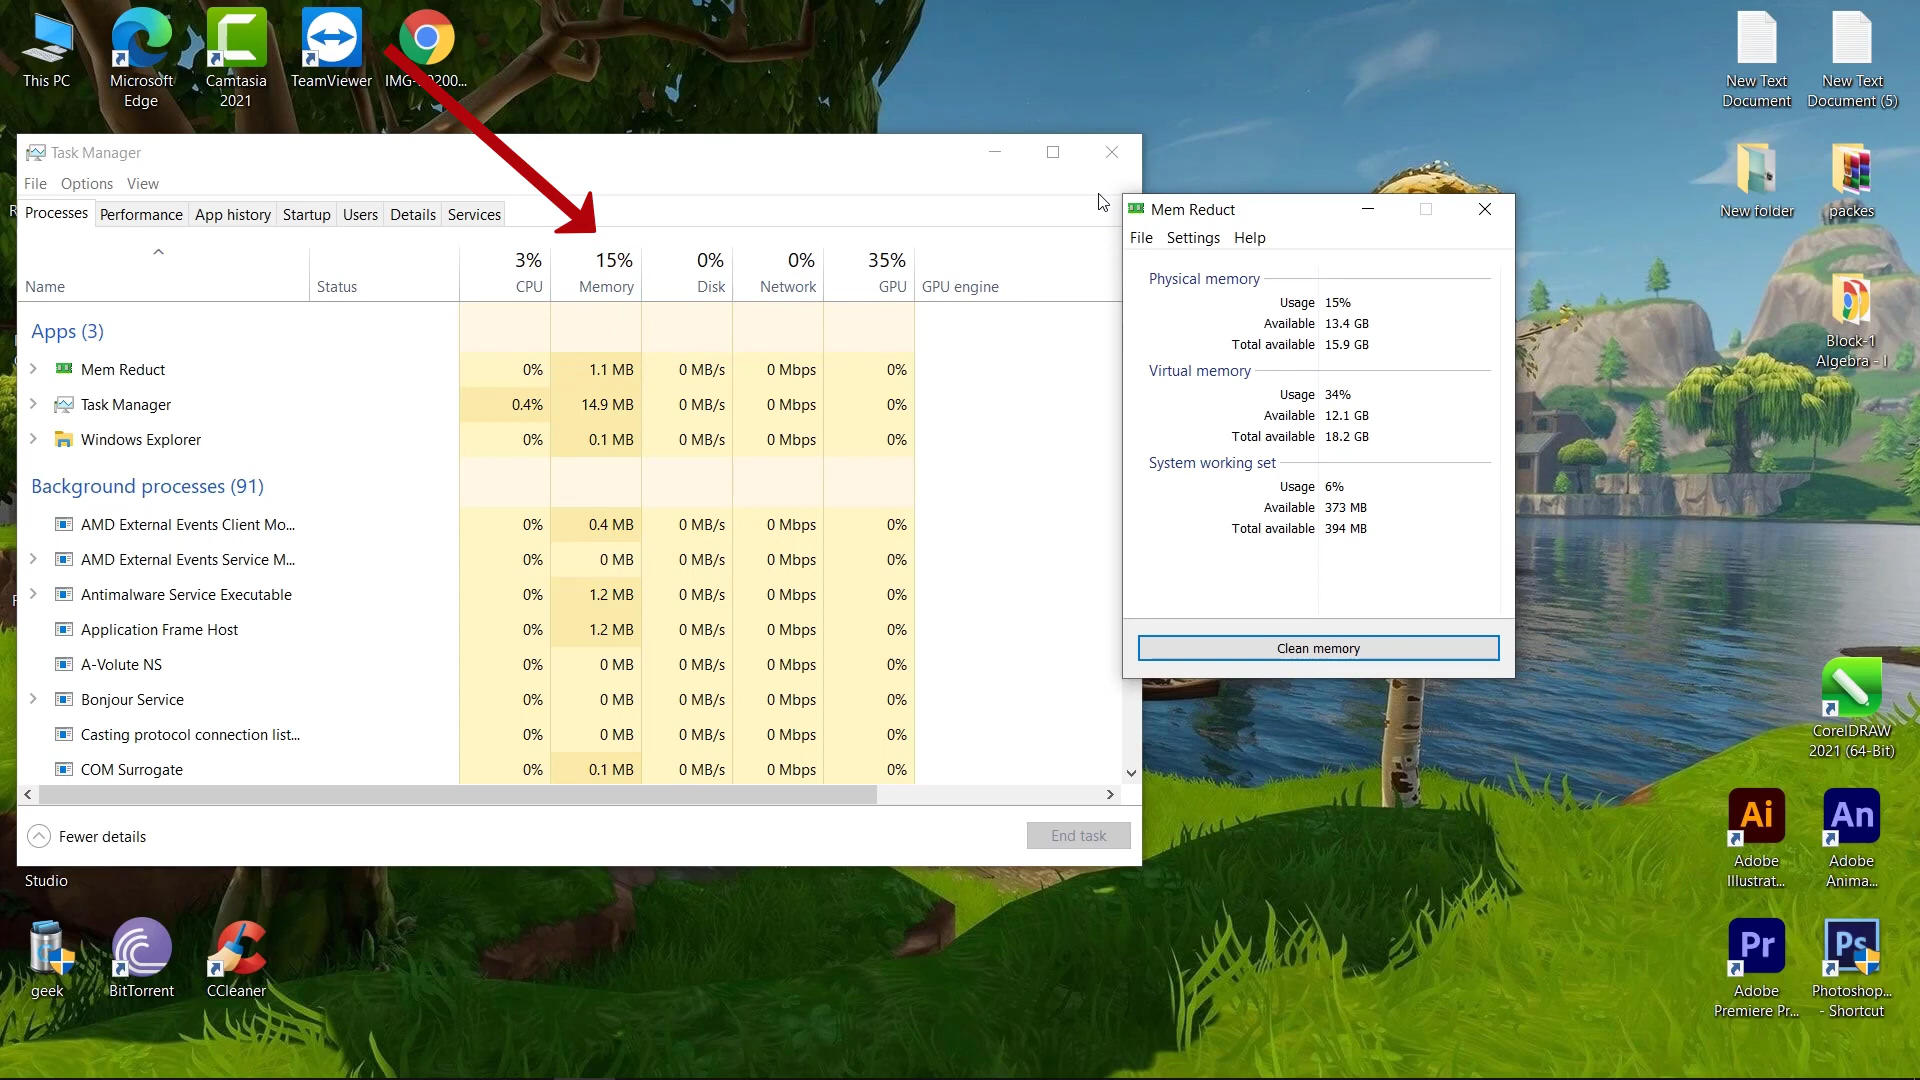 This PC
Microsoft
Edge
Camtasia
2021
TeamViewer
New Text
Document
New Text
Document (5)
New folder
packes
Block-1
Algebra - I
CorelDRAW
2021 (64-Bit)
Ai
Adobe
Illustrat...
An
Adobe
Anima...
Pr
Adobe
Premiere Pr...
Ps
Photoshop...
- Shortcut
Task Manager
File Options View
Processes Performance App history Startup Users Details Services
3% 15% 0% 0% 35%
Name Status CPU Memory Disk Network GPU GPU engine
Apps (3)
Mem Reduct 0% 1.1 MB 0 MB/s 0 Mbps 0%
Task Manager 0.4% 14.9 MB 0 MB/s 0 Mbps 0%
Windows Explorer 0% 0.1 MB 0 MB/s 0 Mbps 0%
Background processes (91)
AMD External Events Client Mo... 0% 0.4 MB 0 MB/s 0 Mbps 0%
AMD External Events Service M... 0% 0 MB 0 MB/s 0 Mbps 0%
Antimalware Service Executable 0% 1.2 MB 0 MB/s 0 Mbps 0%
Application Frame Host 0% 1.2 MB 0 MB/s 0 Mbps 0%
A-Volute NS 0% 0 MB 0 MB/s 0 Mbps 0%
Bonjour Service 0% 0 MB 0 MB/s 0 Mbps 0%
Casting protocol connection list... 0% 0 MB 0 MB/s 0 Mbps 0%
COM Surrogate 0% 0.1 MB 0 MB/s 0 Mbps 0%
Fewer details
End task
Mem Reduct
File Settings Help
Physical memory
Usage 15%
Available 13.4 GB
Total available 15.9 GB
Virtual memory
Usage 34%
Available 12.1 GB
Total available 18.2 GB
System working set
Usage 6%
Available 373 MB
Total available 394 MB
Clean memory
Studio
geek
BitTorrent
CCleaner